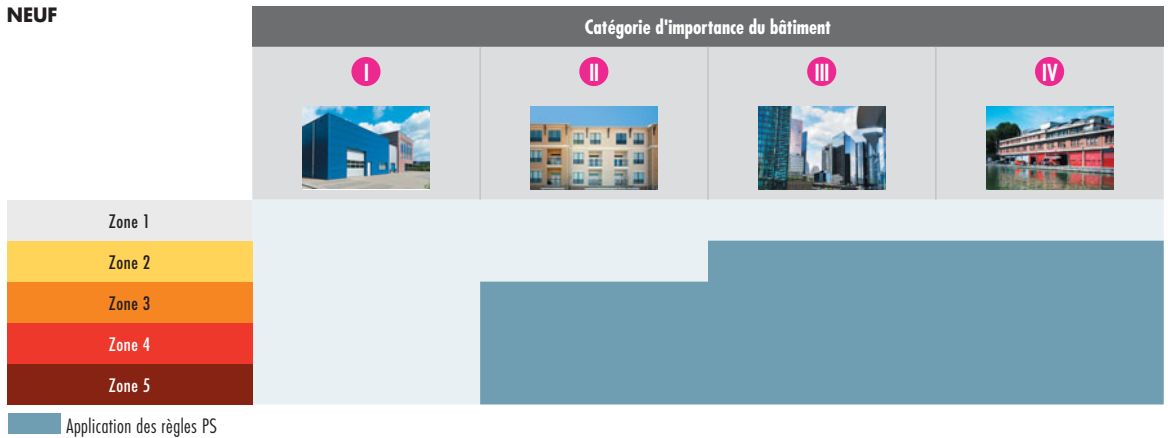 NEUF
Catégorie d'importance du bâtiment
I
II
III
IV
Zone 1
Zone 2
Zone 3
Zone 4
Zone 5
Application des règles PS